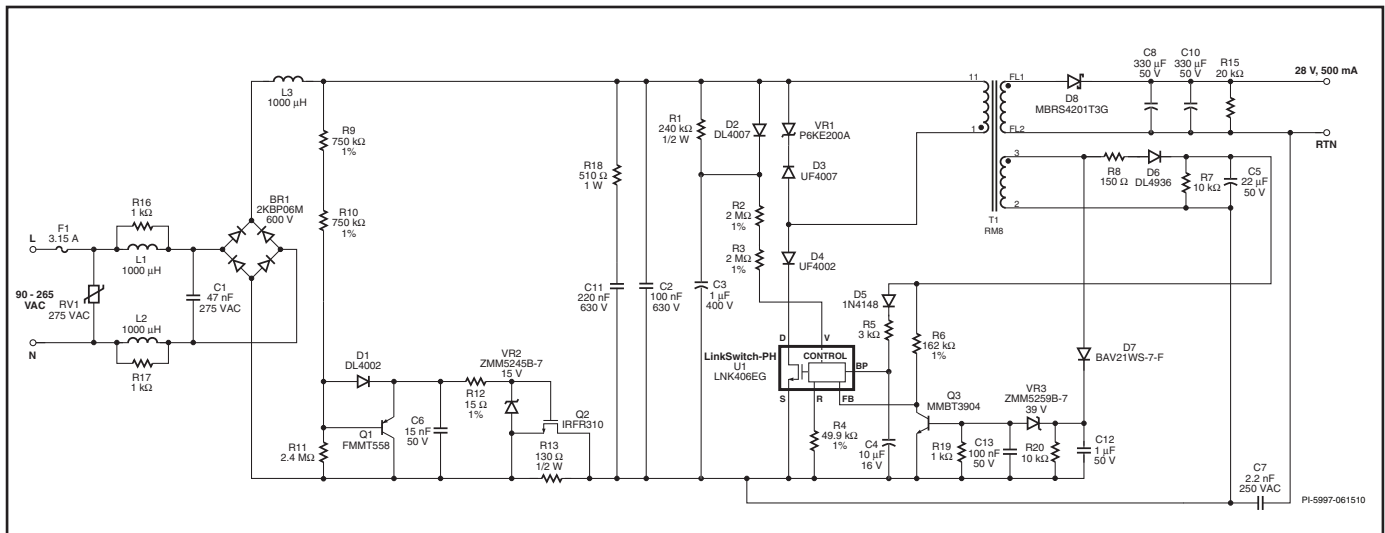 L3
1000 µH
R9
750 kΩ
1%
R10
750 kΩ
1%
R11
2.4 MΩ
BR1
2KBP06M
600 V
R16
1 kΩ
F1
3.15 A
L
L1
1000 µH
90 - 265
VAC
RV1
275 VAC
C1
47 nF
275 VAC
L2
1000 µH
N
R17
1 kΩ
D1
DL4002
Q1
FMMT558
C6
15 nF
50 V
R12
15 Ω
1%
VR2
ZMM5245B-7
15 V
Q2
IRFR310
R13
130 Ω
1/2 W
R18
510 Ω
1 W
C11
220 nF
630 V
C2
100 nF
630 V
R1
240 kΩ
1/2 W
C3
1 µF
400 V
D2
DL4007
VR1
P6KE200A
D3
UF4007
R2
2 MΩ
1%
R3
2 MΩ
1%
D4
UF4002
D5
1N4148
R5
3 kΩ
R6
162 kΩ
1%
LinkSwitch-PH
U1
LNK406EG
D
V
CONTROL
BP
S
R
FB
R4
49.9 kΩ
1%
C4
10 µF
16 V
Q3
MMBT3904
R19
1 kΩ
C13
100 nF
50 V
VR3
ZMM5259B-7
39 V
R20
10 kΩ
C12
1 µF
50 V
D7
BAV21WS-7-F
11
1
FL1
FL2
3
2
T1
RM8
D8
MBRS4201T3G
C8
330 µF
50 V
C10
330 µF
50 V
R15
20 kΩ
28 V, 500 mA
RTN
R8
150 Ω
D6
DL4936
R7
10 kΩ
C5
22 µF
50 V
C7
2.2 nF
250 VAC
PI-5997-061510